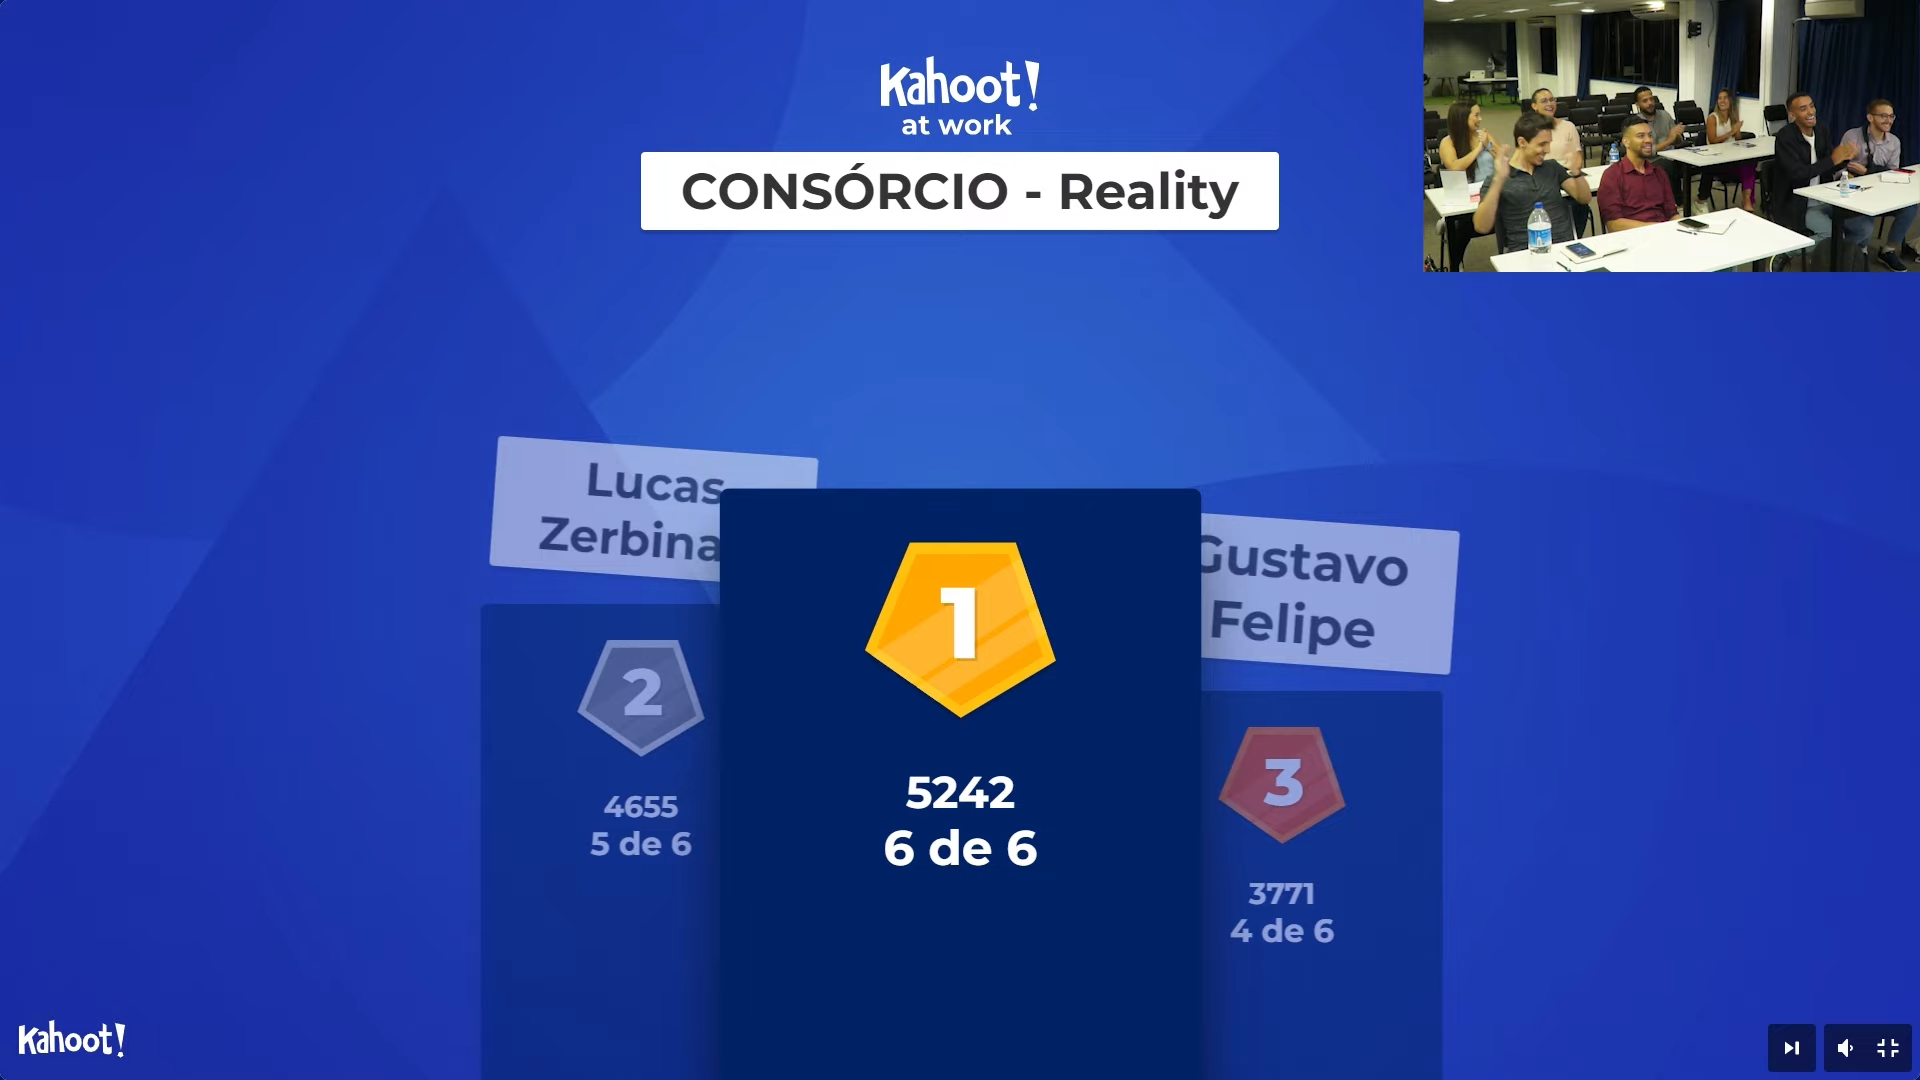 Kahoot!
at work
CONSÓRCIO - Reality
Lucas
Gustavo
Felipe
1
5242
6 de 6
2
4655
5 de 6
3
3771
4 de 6
Kahoot!